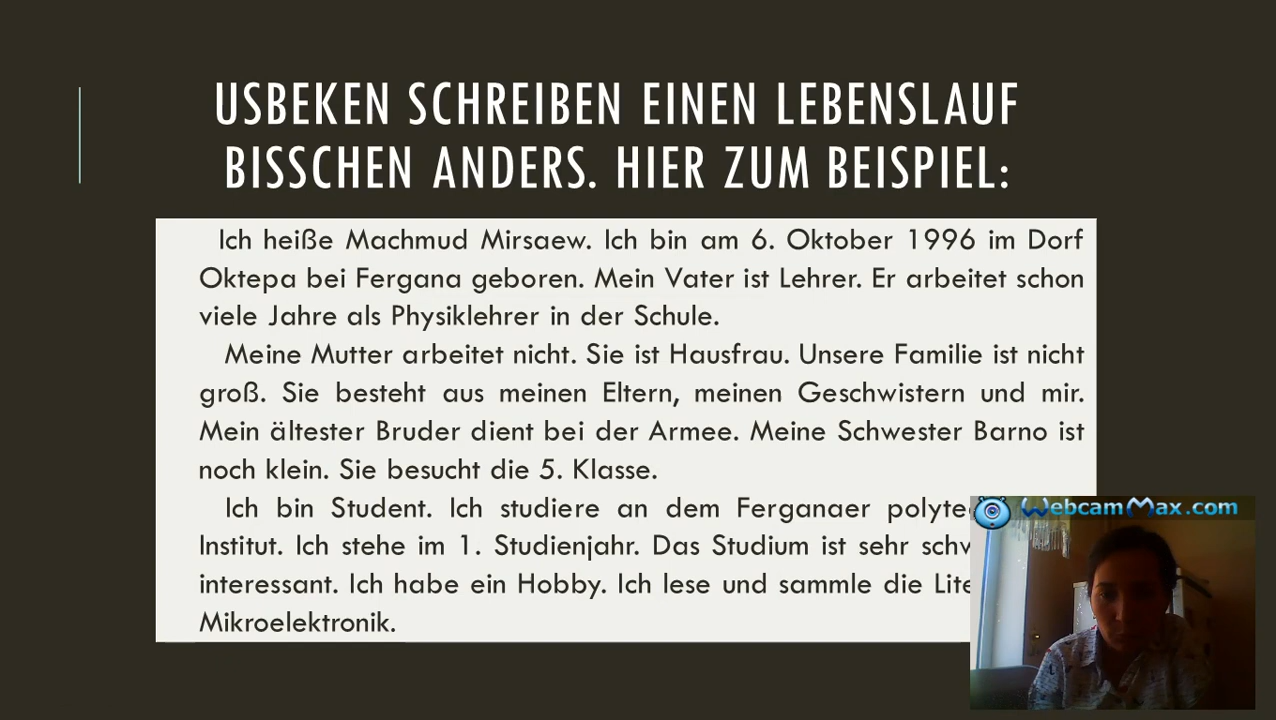 USBEKEN SCHREIBEN EINEN LEBENSLAUF
BISSCHEN ANDERS. HIER ZUM BEISPIEL:
Ich heiße Machmud Mirsaew. Ich bin am 6. Oktober 1996 im Dorf
Oktepa bei Fergana geboren. Mein Vater ist Lehrer. Er arbeitet schon
viele Jahre als Physiklehrer in der Schule.
Meine Mutter arbeitet nicht. Sie ist Hausfrau. Unsere Familie ist nicht
groß. Sie besteht aus meinen Eltern, meinen Geschwistern und mir.
Mein ältester Bruder dient bei der Armee. Meine Schwester Barno ist
noch klein. Sie besucht die 5. Klasse.
Ich bin Student. Ich studiere an dem Ferganaer
Institut. Ich stehe im 1. Studienjahr. Das Studium ist sehr
interessant. Ich habe ein Hobby. Ich lese und sammle die
Mikroelektronik.
WebcamMax.com